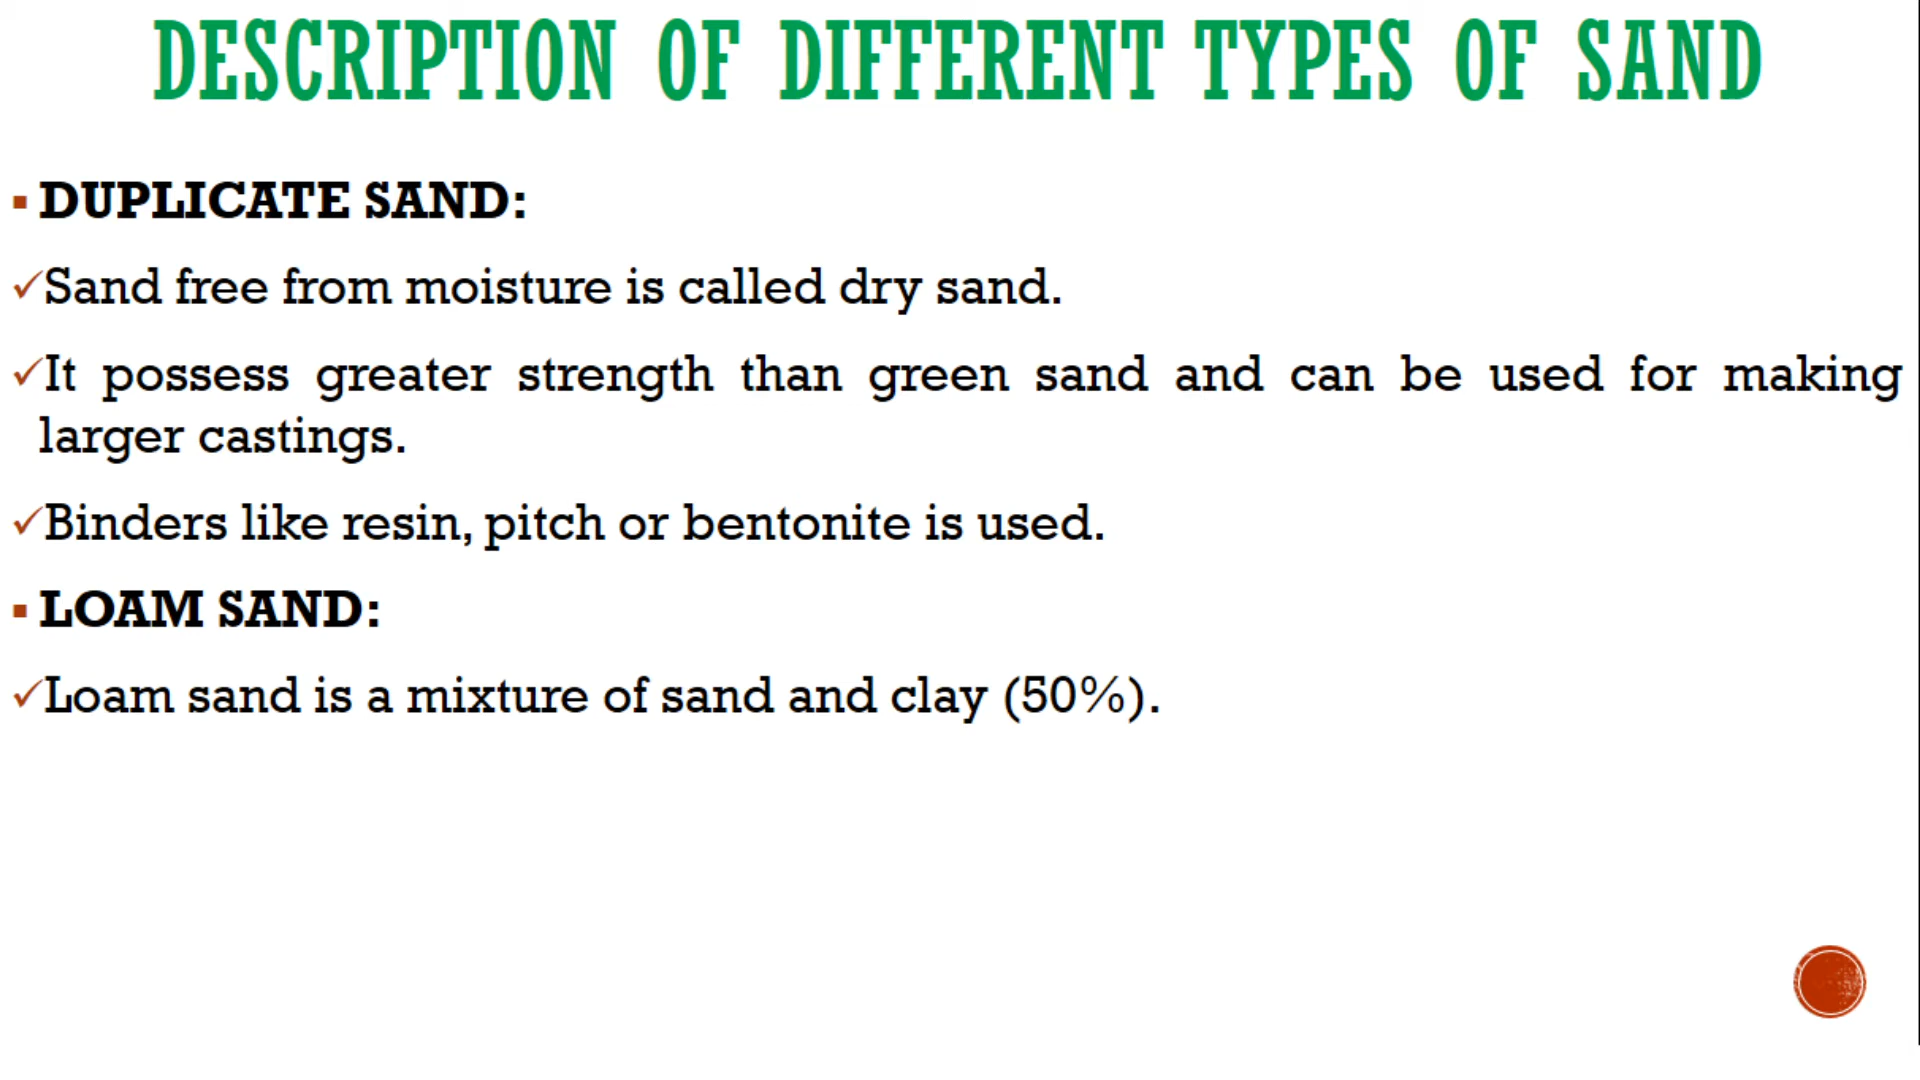 DESCRIPTION OF DIFFERENT TYPES OF SAND
▪ DUPLICATE SAND:
✓Sand free from moisture is called dry sand.
✓It possess greater strength than green sand and can be used for making
larger castings.
✓Binders like resin, pitch or bentonite is used.
▪ LOAM SAND:
✓Loam sand is a mixture of sand and clay (50%).